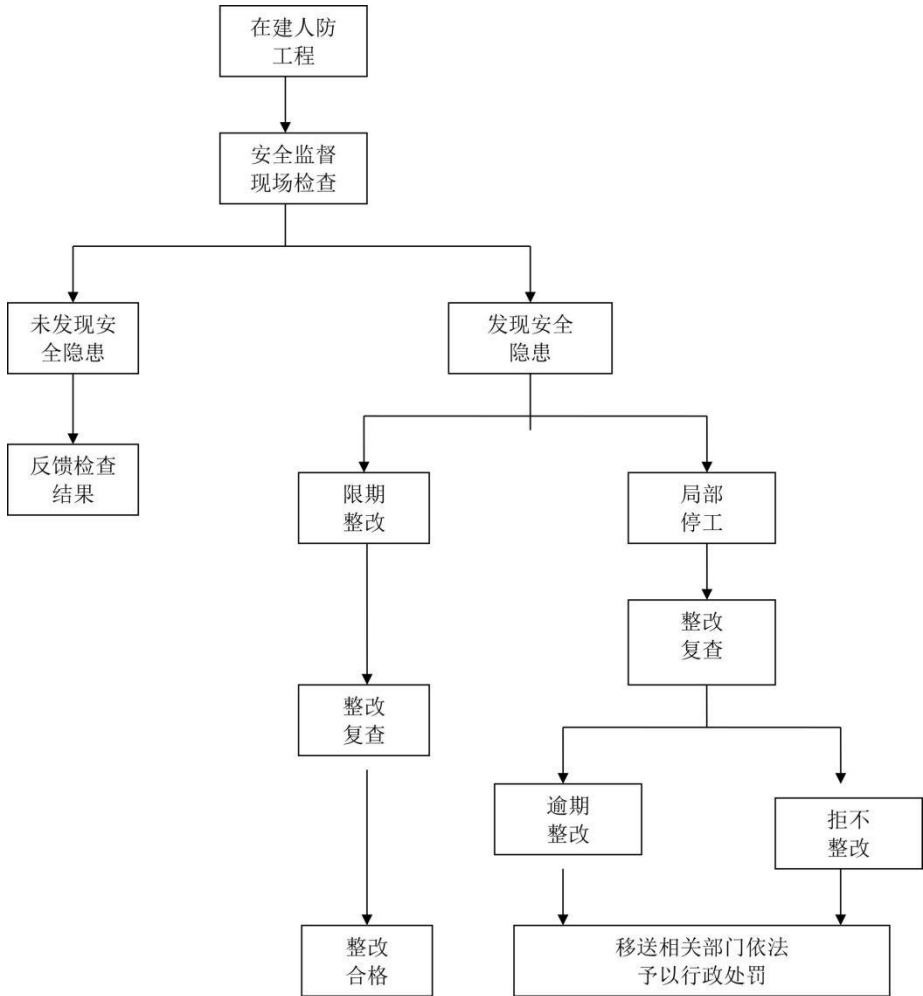 在建人防
工程
安全监督
现场检查
未发现安
全隐患
发现安全
隐患
反馈检查
结果
限期
整改
局部
停工
整改
复查
整改
复查
逾期
整改
拒不
整改
整改
合格
移送相关部门依法
予以行政处罚